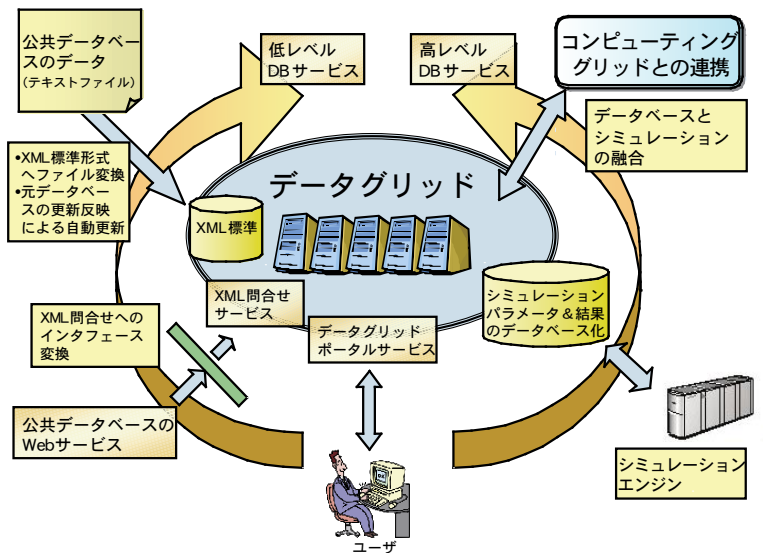 公共データベー
スのデータ
(テキストファイル)
低レベル
DBサービス
高レベル
DBサービス
コンピューティング
グリッドとの連携
データベースと
シミュレーション
の融合
•XML標準形式
へファイル変換
•元データベー
スの更新反映
による自動更新
データグリッド
XML標準
XML問合せ
サービス
シミュレーション
パラメータ&結果
のデータベース化
XML問合せへの
インタフェース
変換
データグリッド
ポータルサービス
公共データベースの
Webサービス
シミュレーション
エンジン
ユーザ